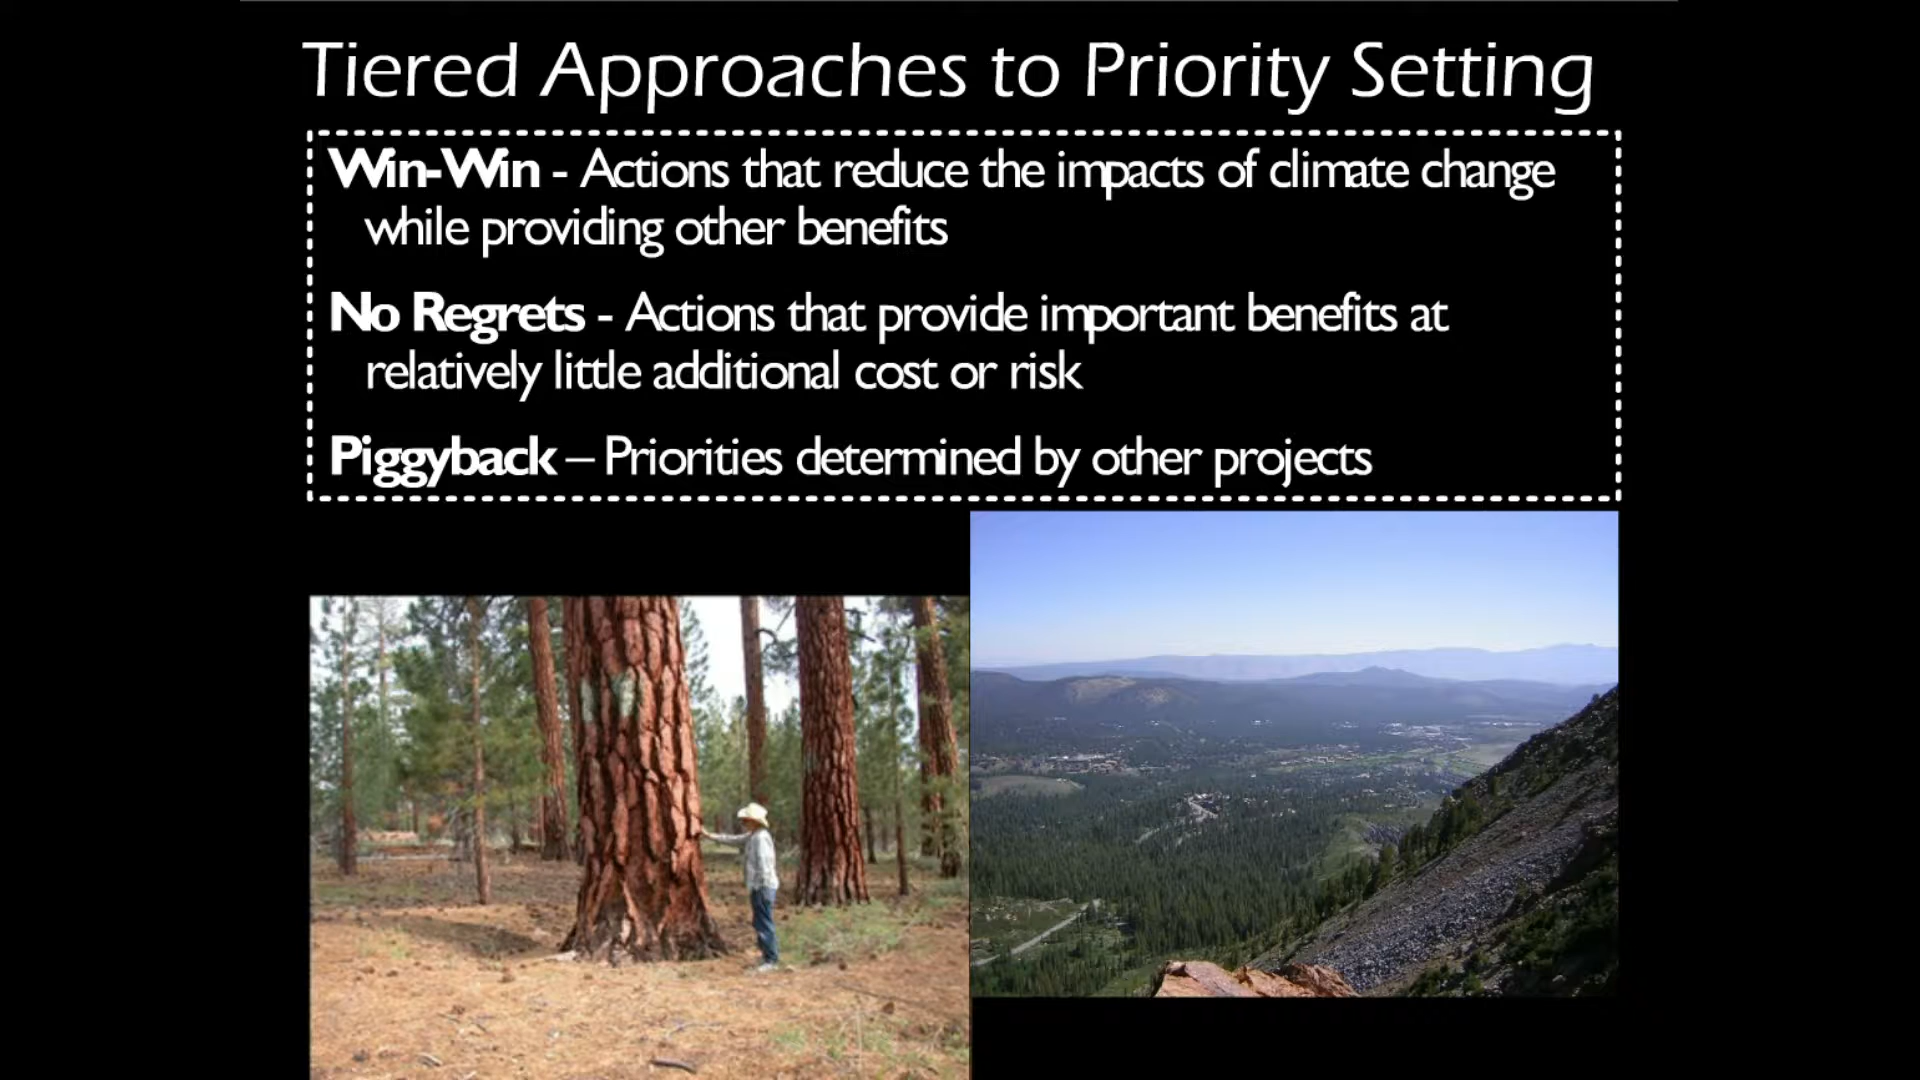 Tiered Approaches to Priority Setting
Win-Win - Actions that reduce the impacts of climate change
while providing other benefits
No Regrets - Actions that provide important benefits at
relatively little additional cost or risk
Piggyback – Priorities determined by other projects